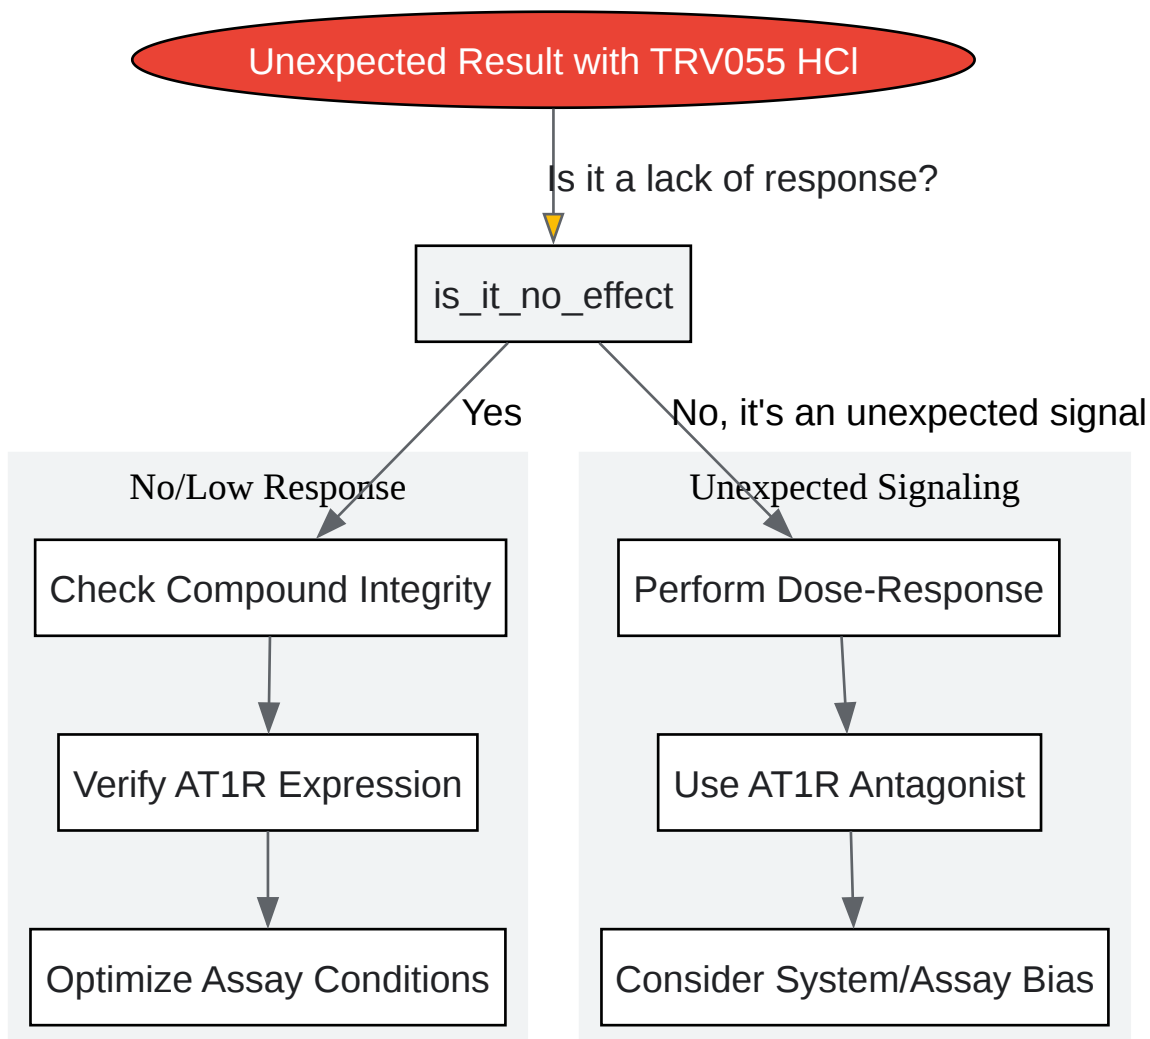 Unexpected Result with TRV055 HCl
Is it a lack of response?
is_it_no_effect
Yes
No, it's an unexpected signal
No/Low Response
Unexpected Signaling
Check Compound Integrity
Perform Dose-Response
Verify AT1R Expression
Use AT1R Antagonist
Optimize Assay Conditions
Consider System/Assay Bias